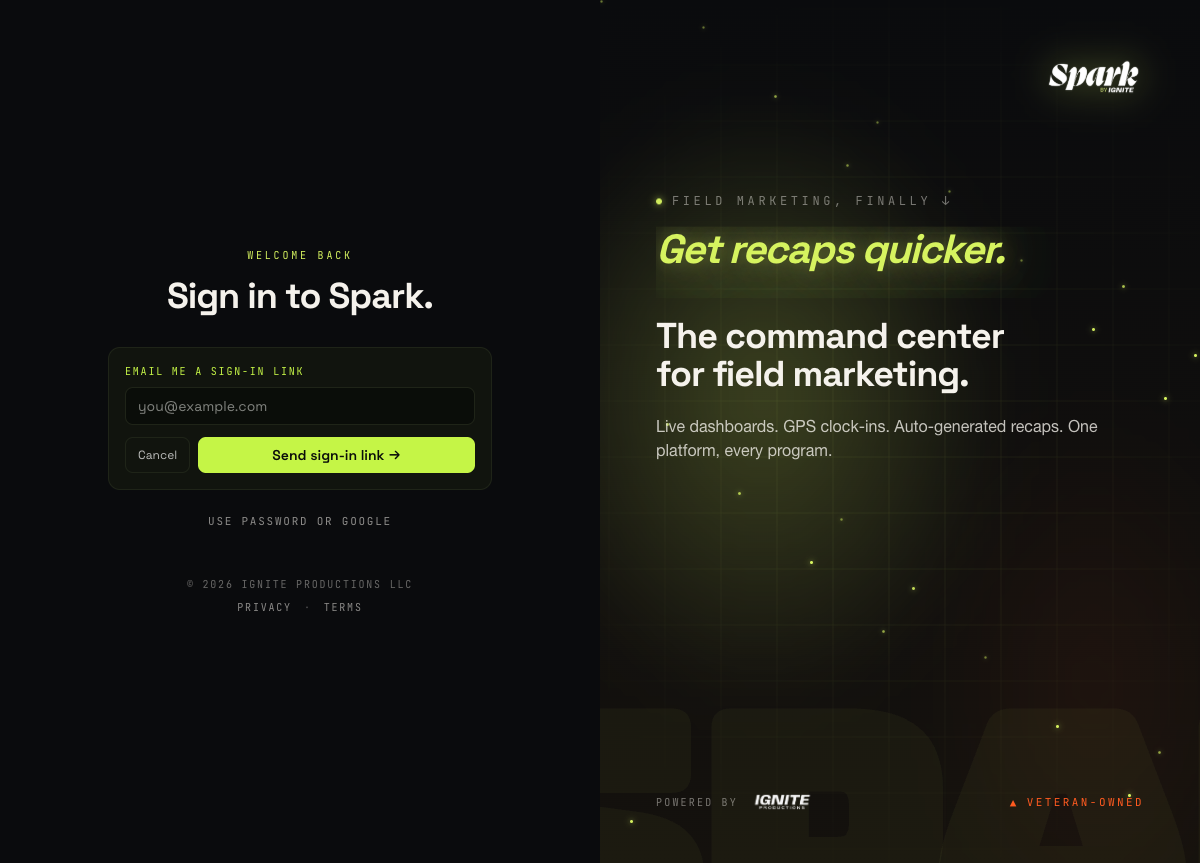 WELCOME BACK
Sign in to Spark.
EMAIL ME A SIGN-IN LINK
you@example.com
Cancel
Send sign-in link →
USE PASSWORD OR GOOGLE
© 2026 IGNITE PRODUCTIONS LLC
PRIVACY · TERMS
Spark
BY IGNITE
FIELD MARKETING, FINALLY ↓
Get recaps quicker.
The command center
for field marketing.
Live dashboards. GPS clock-ins. Auto-generated recaps. One
platform, every program.
SPA
POWERED BY IGNITE
PRODUCTIONS
▲ VETERAN-OWNED